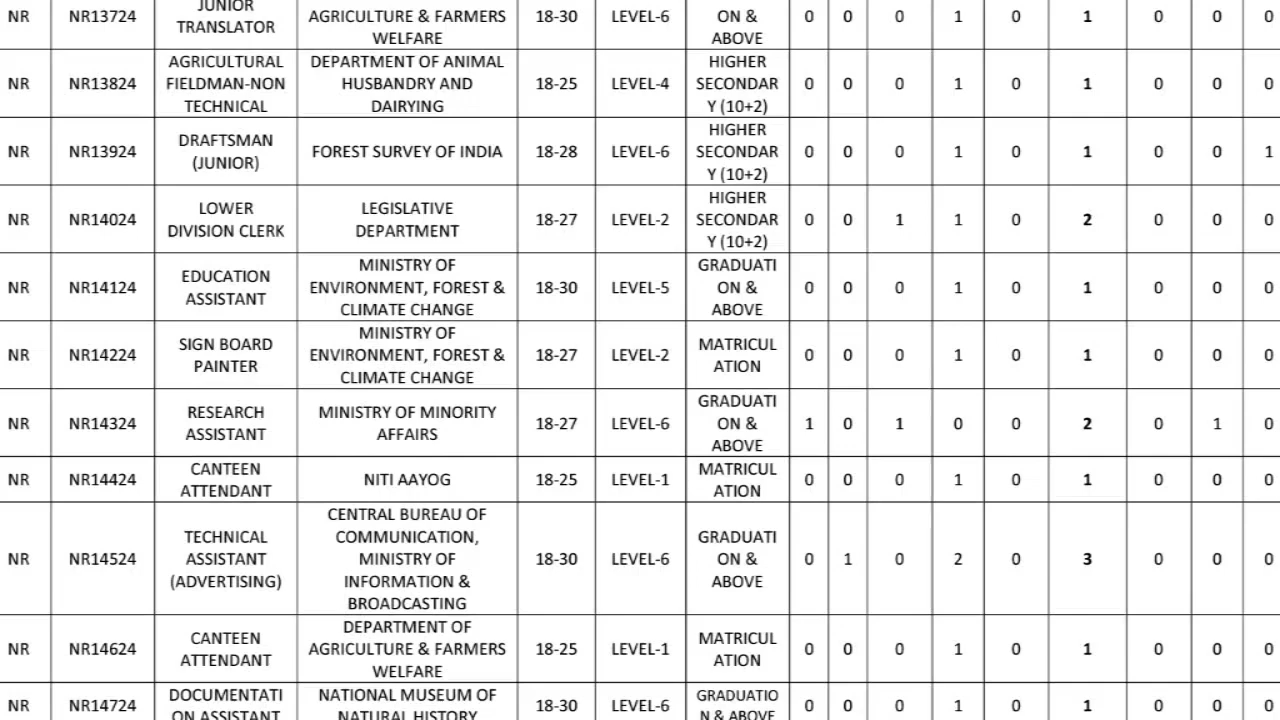 NR NR13724 JUNIOR TRANSLATOR AGRICULTURE & FARMERS WELFARE 18-30 LEVEL-6 ON & ABOVE 0 0 0 1 0 1 0 0 0
NR NR13824 AGRICULTURAL FIELDMAN-NON TECHNICAL DEPARTMENT OF ANIMAL HUSBANDRY AND DAIRYING 18-25 LEVEL-4 HIGHER SECONDAR Y (10+2) 0 0 0 1 0 1 0 0 0
NR NR13924 DRAFTSMAN (JUNIOR) FOREST SURVEY OF INDIA 18-28 LEVEL-6 HIGHER SECONDAR Y (10+2) 0 0 0 1 0 1 0 0 1
NR NR14024 LOWER DIVISION CLERK LEGISLATIVE DEPARTMENT 18-27 LEVEL-2 HIGHER SECONDAR Y (10+2) 0 0 1 1 0 2 0 0 0
NR NR14124 EDUCATION ASSISTANT MINISTRY OF ENVIRONMENT, FOREST & CLIMATE CHANGE 18-30 LEVEL-5 GRADUATI ON & ABOVE 0 0 0 1 0 1 0 0 0
NR NR14224 SIGN BOARD PAINTER MINISTRY OF ENVIRONMENT, FOREST & CLIMATE CHANGE 18-27 LEVEL-2 MATRICUL ATION 0 0 0 1 0 1 0 0 0
NR NR14324 RESEARCH ASSISTANT MINISTRY OF MINORITY AFFAIRS 18-27 LEVEL-6 GRADUATI ON & ABOVE 1 0 1 0 0 2 0 1 0
NR NR14424 CANTEEN ATTENDANT NITI AAYOG 18-25 LEVEL-1 MATRICUL ATION 0 0 0 1 0 1 0 0 0
NR NR14524 TECHNICAL ASSISTANT (ADVERTISING) CENTRAL BUREAU OF COMMUNICATION, MINISTRY OF INFORMATION & BROADCASTING 18-30 LEVEL-6 GRADUATI ON & ABOVE 0 1 0 2 0 3 0 0 0
NR NR14624 CANTEEN ATTENDANT DEPARTMENT OF AGRICULTURE & FARMERS WELFARE 18-25 LEVEL-1 MATRICUL ATION 0 0 0 1 0 1 0 0 0
NR NR14724 DOCUMENTATI ON ASSISTANT NATIONAL MUSEUM OF NATURAL HISTORY 18-30 LEVEL-6 GRADUATIO N & ABOVE 0 0 0 1 0 1 0 0 0